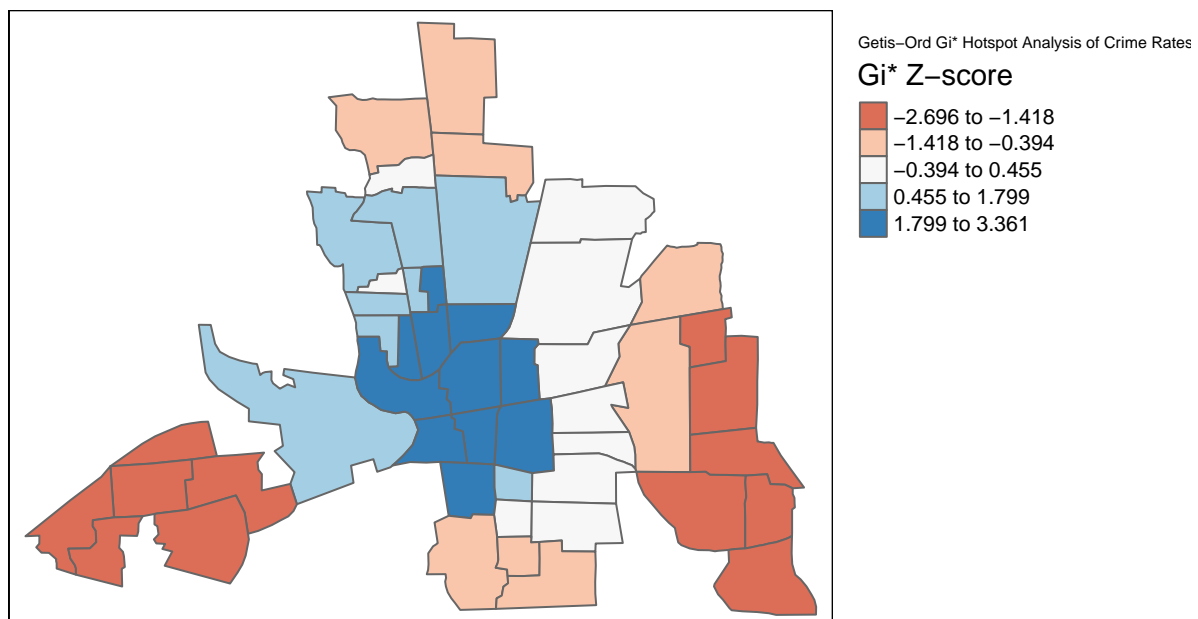 Getis−Ord Gi* Hotspot Analysis of Crime Rates
Gi* Z−score
−2.696 to −1.418
−1.418 to −0.394
−0.394 to 0.455
0.455 to 1.799
1.799 to 3.361